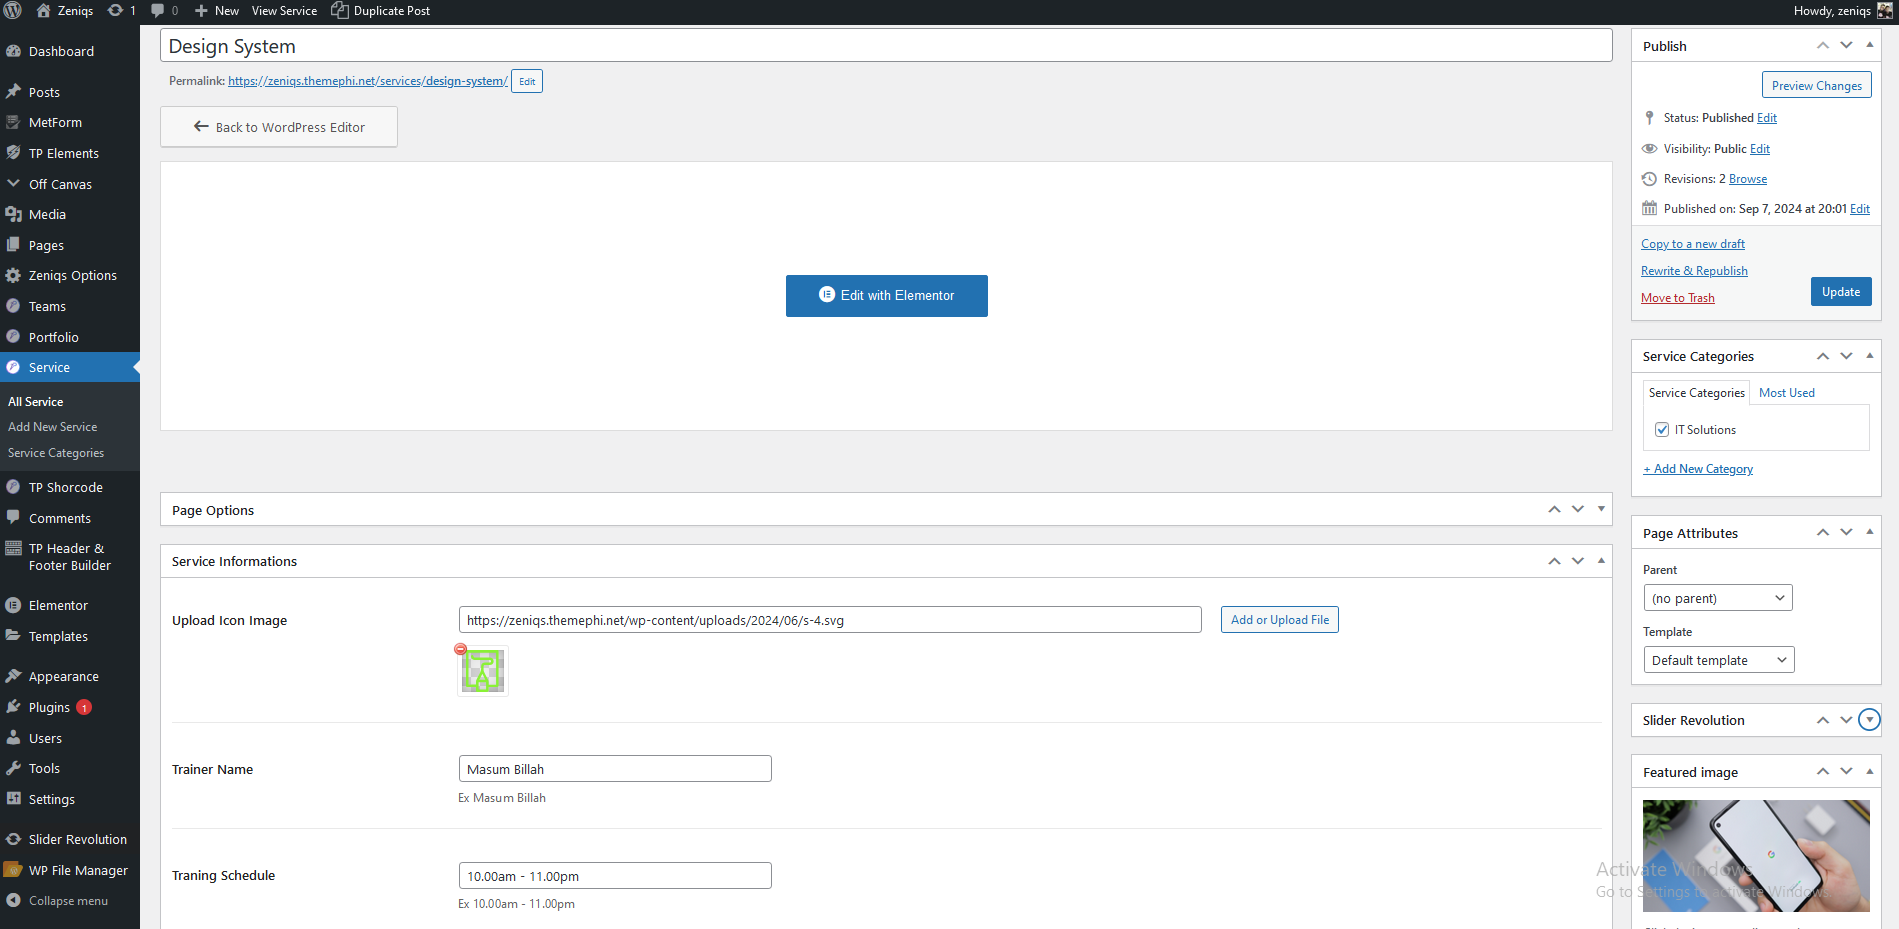 Zeniqs 1 0 New View Service Duplicate Post Howdy, zeniqs
Dashboard
Posts
MetForm
TP Elements
Off Canvas
Media
Pages
Zeniqs Options
Teams
Portfolio
Service
All Service
Add New Service
Service Categories
TP Shorcode
Comments
TP Header &
Footer Builder
Elementor
Templates
Appearance
Plugins 1
Users
Tools
Settings
Slider Revolution
WP File Manager
Collapse menu
Design System
Permalink: https://zeniqs.themephi.net/services/design-system/ Edit
Back to WordPress Editor
Edit with Elementor
Page Options
Service Informations
Upload Icon Image
https://zeniqs.themephi.net/wp-content/uploads/2024/06/s-4.svg
Add or Upload File
Trainer Name
Masum Billah
Ex Masum Billah
Traning Schedule
10.00am - 11.00pm
Ex 10.00am - 11.00pm
Publish
Preview Changes
Status: Published Edit
Visibility: Public Edit
Revisions: 2 Browse
Published on: Sep 7, 2024 at 20:01 Edit
Copy to a new draft
Rewrite & Republish
Move to Trash
Update
Service Categories
Service Categories Most Used
IT Solutions
+ Add New Category
Page Attributes
Parent
(no parent)
Template
Default template
Slider Revolution
Featured image
Activate Windows
Go to Settings to activate Windows.